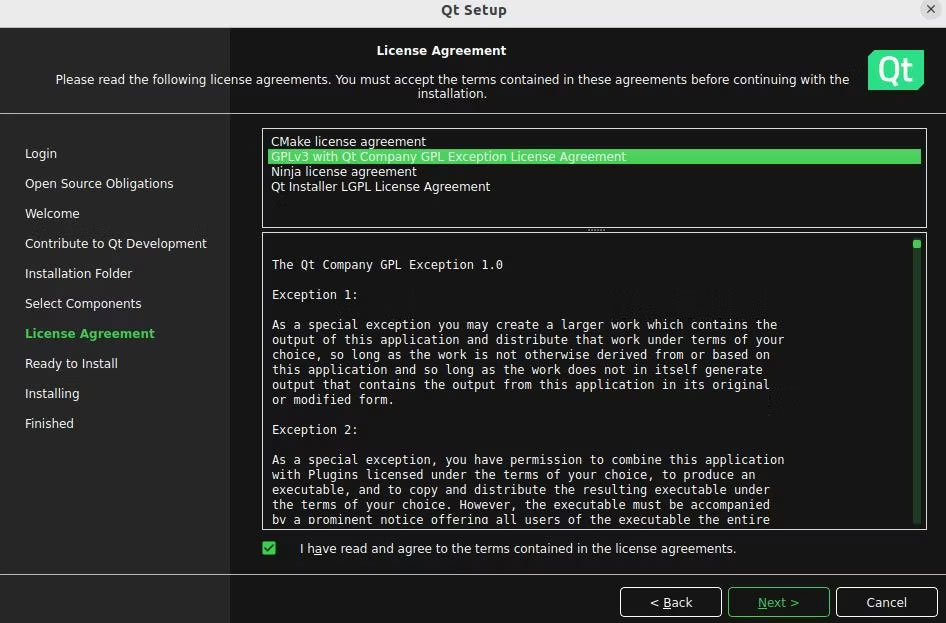 Qt Setup
License Agreement
Please read the following license agreements. You must accept the terms contained in these agreements before continuing with the
installation.
Qt
Login
Open Source Obligations
Welcome
Contribute to Qt Development
Installation Folder
Select Components
License Agreement
Ready to Install
Installing
Finished
CMake license agreement
GPLv3 with Qt Company GPL Exception License Agreement
Ninja license agreement
Qt Installer LGPL License Agreement
The Qt Company GPL Exception 1.0
Exception 1:
As a special exception you may create a larger work which contains the
output of this application and distribute that work under terms of your
choice, so long as the work is not otherwise derived from or based on
this application and so long as the work does not in itself generate
output that contains the output from this application in its original
or modified form.
Exception 2:
As a special exception, you have permission to combine this application
with Plugins licensed under the terms of your choice, to produce an
executable, and to copy and distribute the resulting executable under
the terms of your choice. However, the executable must be accompanied
by a prominent notice offering all users of the executable the entire
I have read and agree to the terms contained in the license agreements.
< Back
Next >
Cancel